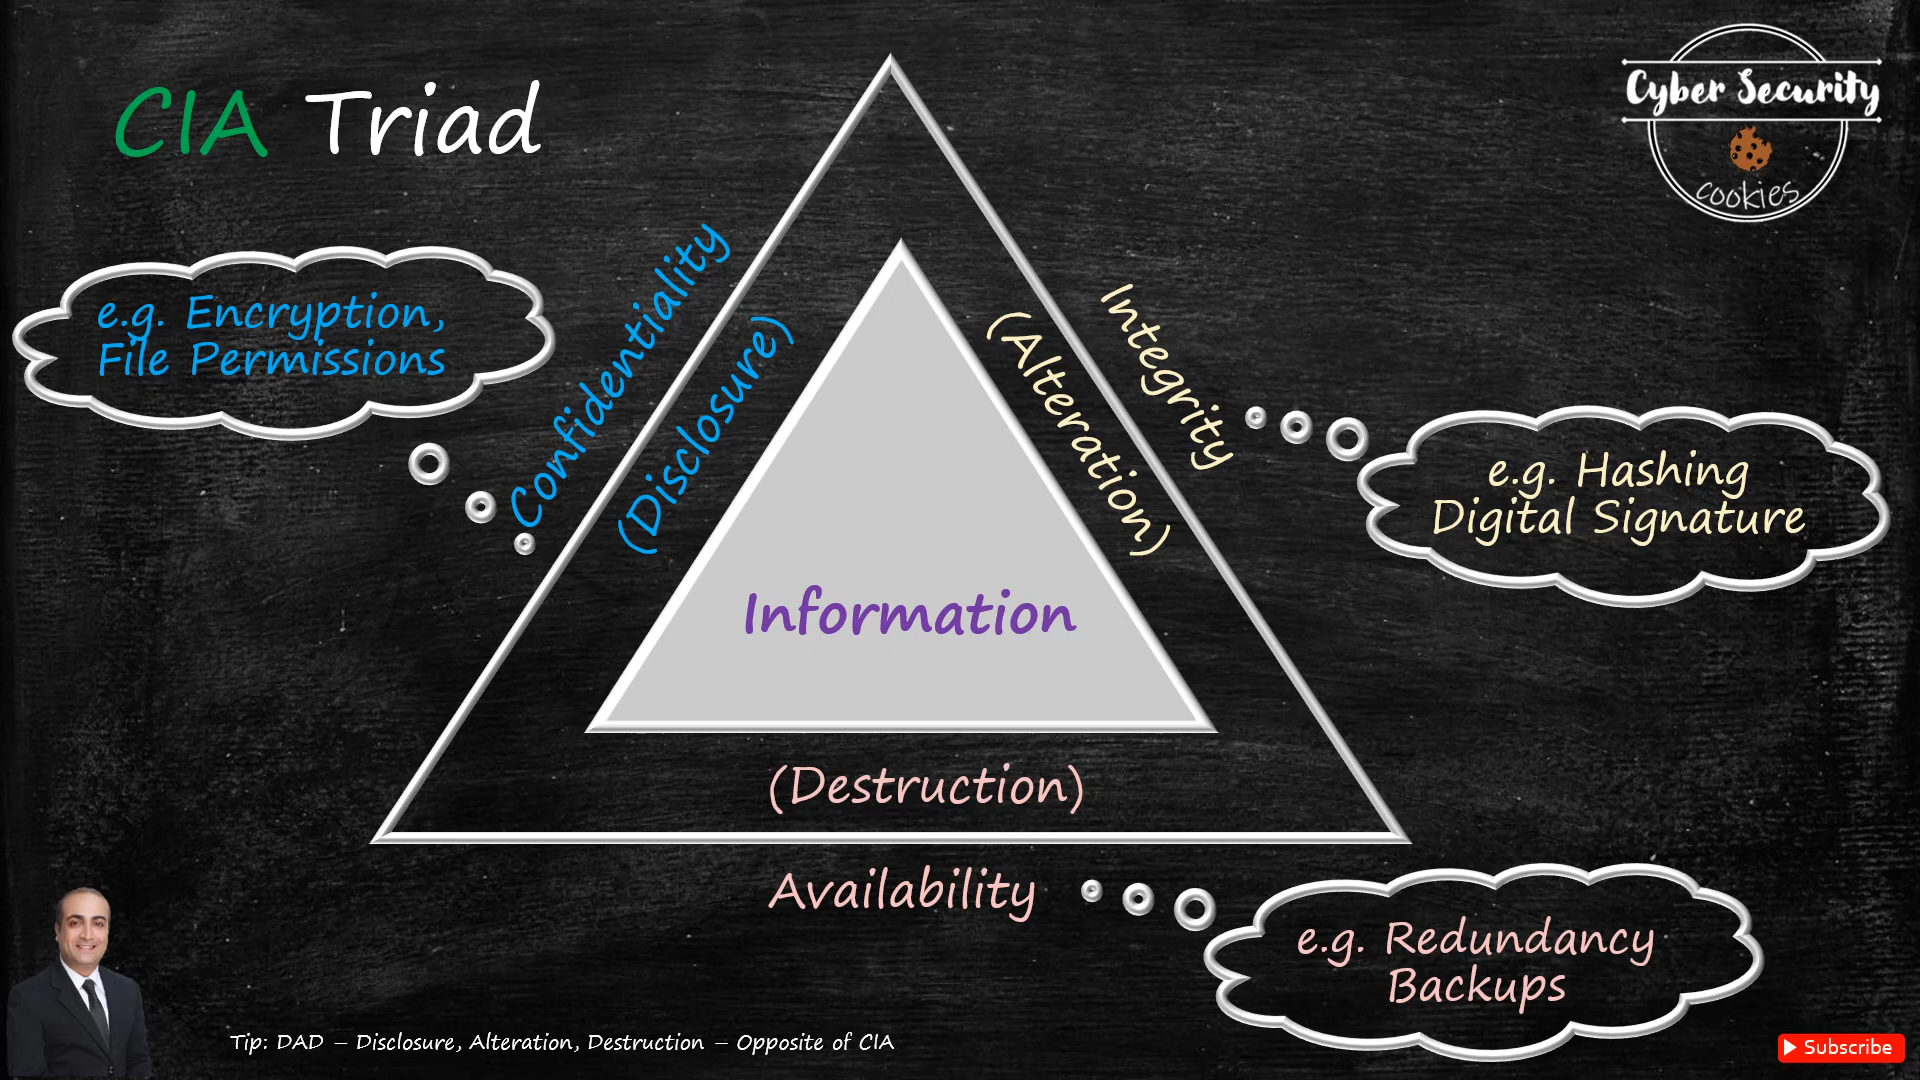 CIA Triad
Cyber Security
cookies
e.g. Encryption,
File Permissions
Confidentiality
(Disclosure)
(Alteration)
Integrity
e.g. Hashing
Digital Signature
Information
(Destruction)
Availability
e.g. Redundancy
Backups
Tip: DAD – Disclosure, Alteration, Destruction – Opposite of CIA
Subscribe